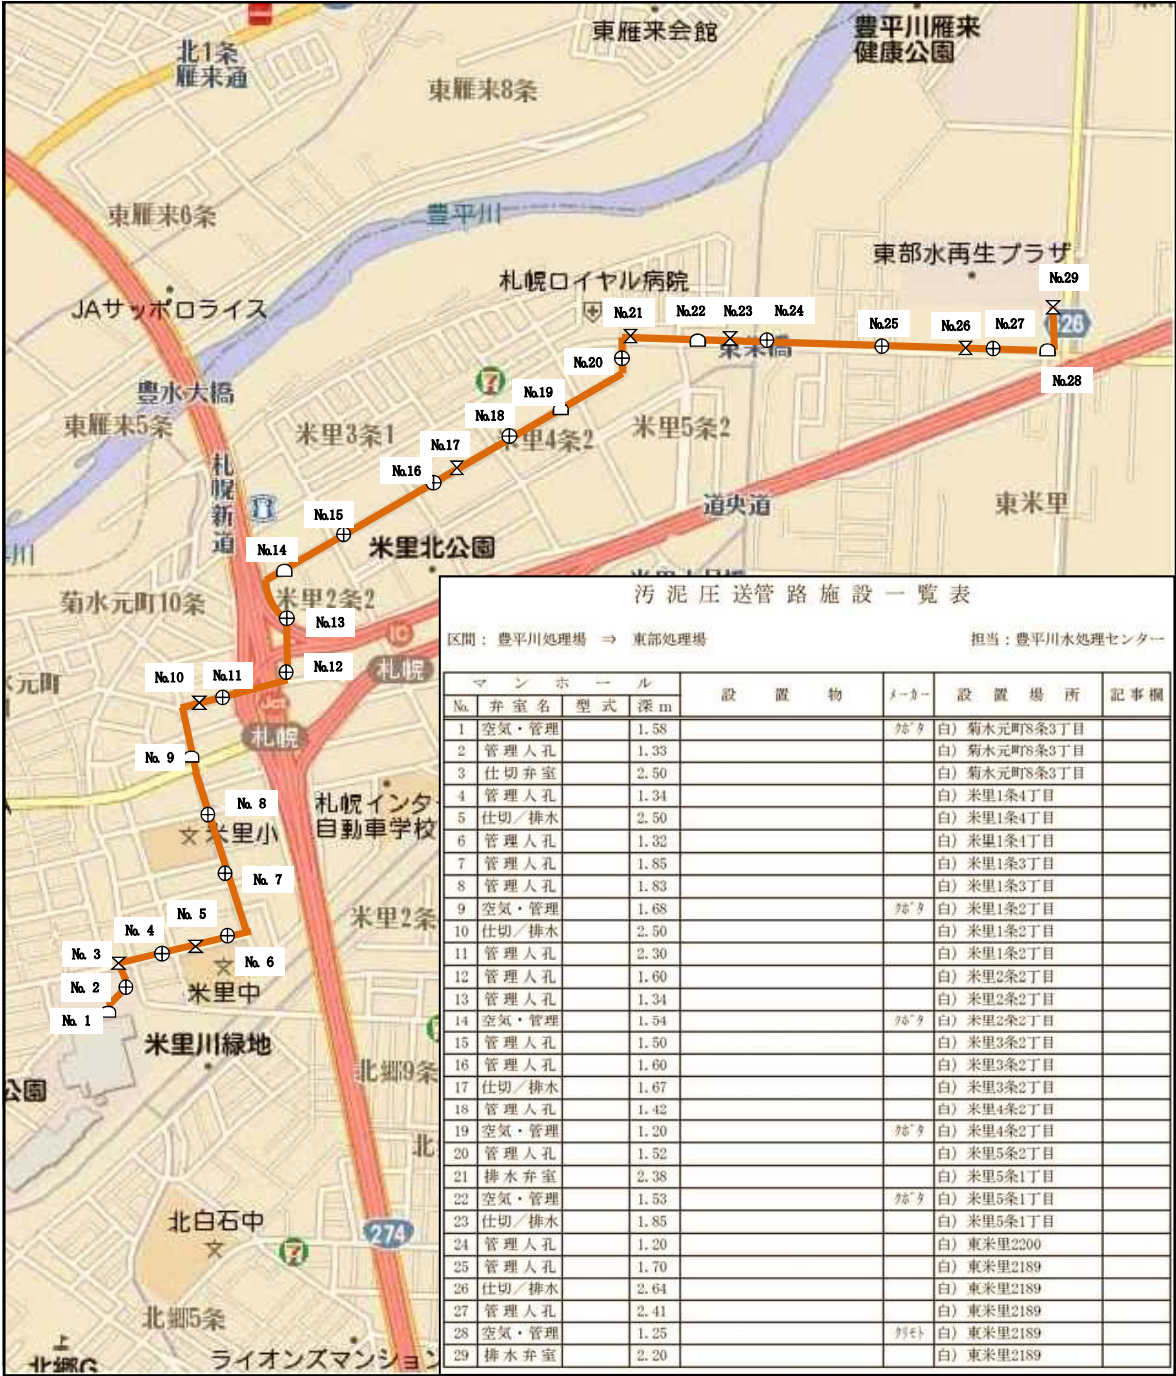 東雁来会館
豊平川雁来
健康公園
北1条
雁来通
東雁来8条
東雁来6条
豊平川
東部水再生プラザ
札幌ロイヤル病院
JAサッポロライス
No.29
No.21
No.22
No.23
No.24
No.25
No.26
No.27
No.28
No.20
豊水大橋
東雁来5条
No.19
No.18
No.17
No.16
米里3条1
米里4条2
米里5条2
札幌新道
道央道
東米里
No.15
米里北公園
No.14
菊水元町10条
米里2条2
No.13
IC
No.12
札幌
No.10
No.11
元町
Jct
札幌
No. 9
No. 8
札幌インター
自動車学校
米里小
No. 7
米里2条
No. 5
No. 4
No. 3
No. 6
No. 2
米里中
No. 1
米里川緑地
北郷9条
公園
北白石中
274
7
北郷5条
北郷G
ライオンズマンション
汚泥圧送管路施設一覧表
区間：豊平川処理場 ⇒ 東部処理場 担当：豊平川水処理センター
マンホール 設置物 メーカー 設置場所 記事欄
No. 弁室名 型式 深m
1 空気・管理 1.58 クボタ 白）菊水元町8条3丁目
2 管理人孔 1.33 白）菊水元町8条3丁目
3 仕切弁室 2.50 白）菊水元町8条3丁目
4 管理人孔 1.34 白）米里1条4丁目
5 仕切／排水 2.50 白）米里1条4丁目
6 管理人孔 1.32 白）米里1条4丁目
7 管理人孔 1.85 白）米里1条3丁目
8 管理人孔 1.83 白）米里1条3丁目
9 空気・管理 1.68 クボタ 白）米里1条2丁目
10 仕切／排水 2.50 白）米里1条2丁目
11 管理人孔 2.30 白）米里1条2丁目
12 管理人孔 1.60 白）米里2条2丁目
13 管理人孔 1.34 白）米里2条2丁目
14 空気・管理 1.54 クボタ 白）米里2条2丁目
15 管理人孔 1.50 白）米里3条2丁目
16 管理人孔 1.60 白）米里3条2丁目
17 仕切／排水 1.67 白）米里3条2丁目
18 管理人孔 1.42 白）米里4条2丁目
19 空気・管理 1.20 クボタ 白）米里4条2丁目
20 管理人孔 1.52 白）米里5条2丁目
21 排水弁室 2.38 白）米里5条1丁目
22 空気・管理 1.53 クボタ 白）米里5条1丁目
23 仕切／排水 1.85 白）米里5条1丁目
24 管理人孔 1.20 白）東米里2200
25 管理人孔 1.70 白）東米里2189
26 仕切／排水 2.64 白）東米里2189
27 管理人孔 2.41 白）東米里2189
28 空気・管理 1.25 クリモト 白）東米里2189
29 排水弁室 2.20 白）東米里2189